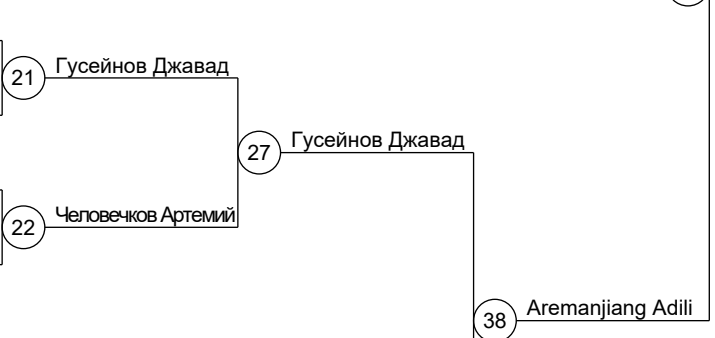 21
Гусейнов Джавад
27
Гусейнов Джавад
22
Человечков Артемий
38
Aremanjiang Adili